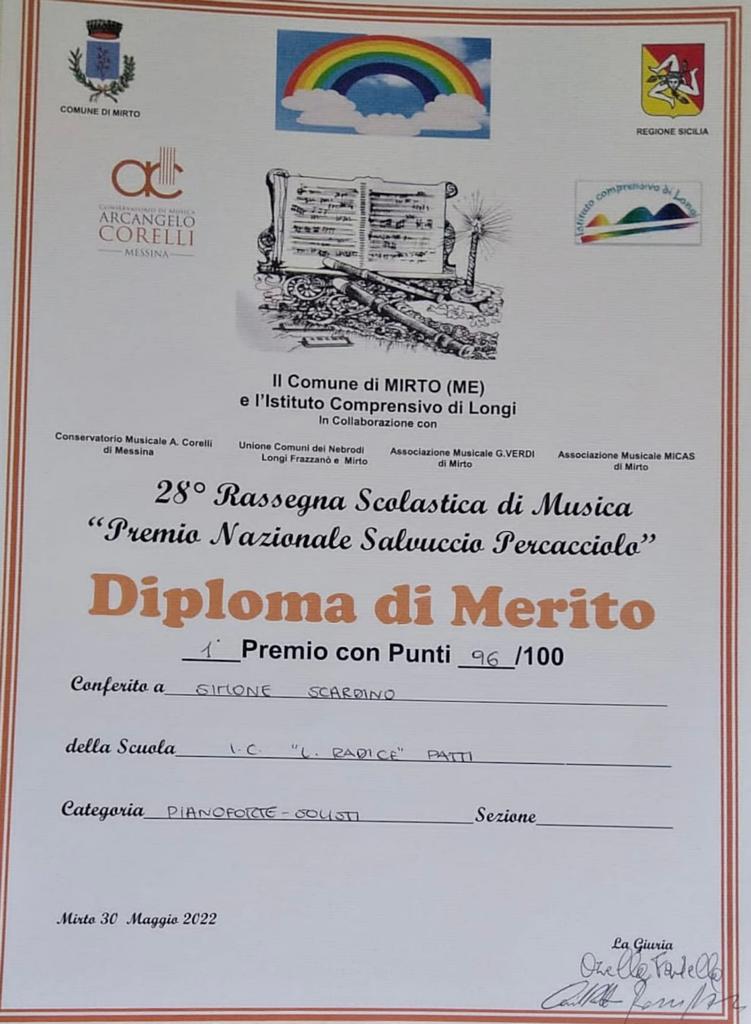 COMUNE DI MIRTO
REGIONE SICILIA
CONSERVATORIO DI MUSICA
ARCANGELO
CORELLI
MESSINA
Istituto comprensivo di Longi
Il Comune di MIRTO (ME)
e l'Istituto Comprensivo di Longi
In Collaborazione con
Conservatorio Musicale A. Corelli
di Messina
Unione Comuni dei Nebrodi
Longi Frazzanò e Mirto
Associazione Musicale G.VERDI
di Mirto
Associazione Musicale MICAS
di Mirto
28° Rassegna Scolastica di Musica
“Premio Nazionale Salvuccio Percacciolo”
Diploma di Merito
1° Premio con Punti 96 /100
Conferito a SIMONE SCARDINO
della Scuola I.C. "L. RADICE" PATTI
Categoria PIANOFORTE-SOLISTI Sezione
Mirto 30 Maggio 2022
La Giuria